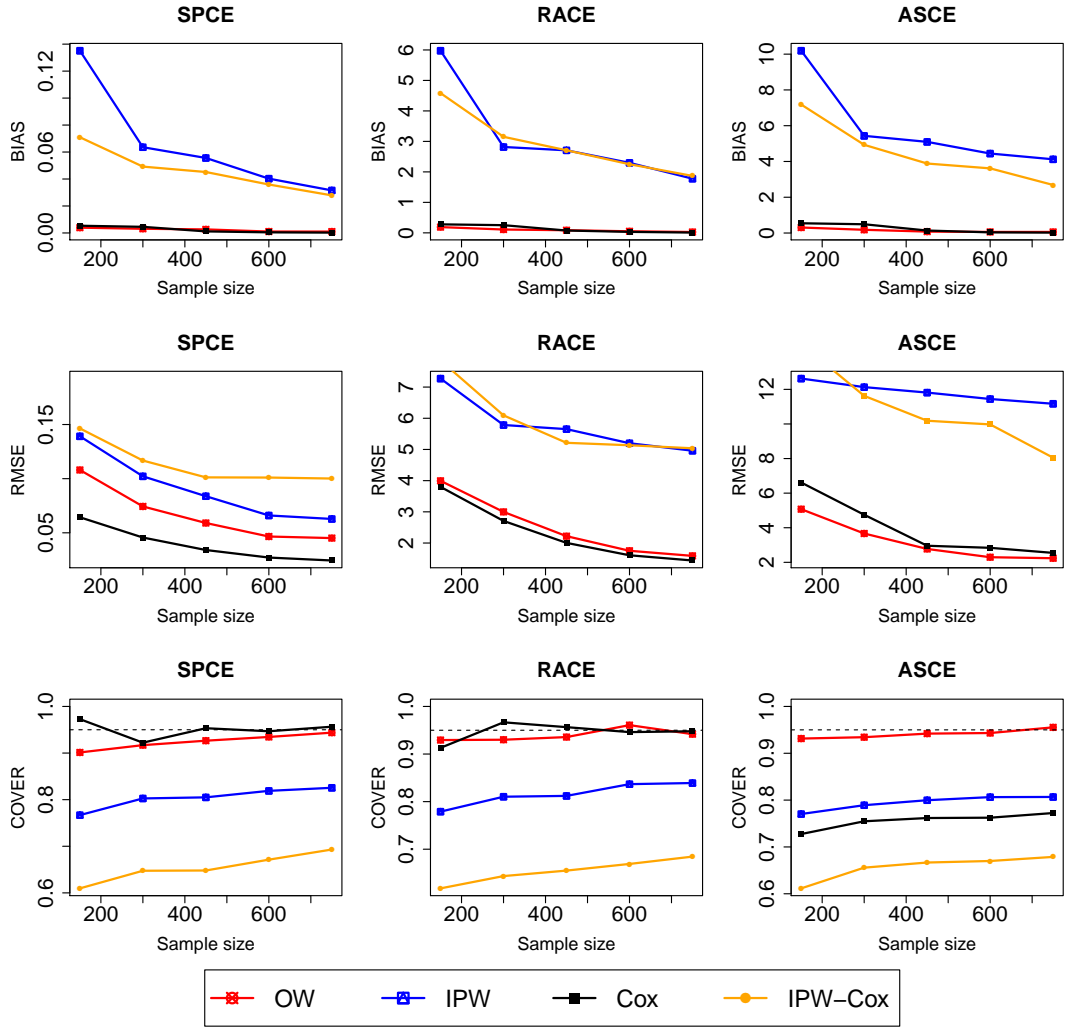 SPCE RACE ASCE
BIAS 0.00 0.06 0.12 200 400 600 Sample size
BIAS 0 1 2 3 4 5 6 200 400 600 Sample size
BIAS 0 2 4 6 8 10 200 400 600 Sample size
SPCE RACE ASCE
RMSE 0.05 0.15 200 400 600 Sample size
RMSE 2 3 4 5 6 7 200 400 600 Sample size
RMSE 2 4 6 8 12 200 400 600 Sample size
SPCE RACE ASCE
COVER 0.6 0.8 0.9 1.0 200 400 600 Sample size
COVER 0.7 0.8 0.9 1.0 200 400 600 Sample size
COVER 0.6 0.7 0.8 0.9 1.0 200 400 600 Sample size
OW IPW Cox IPW−Cox